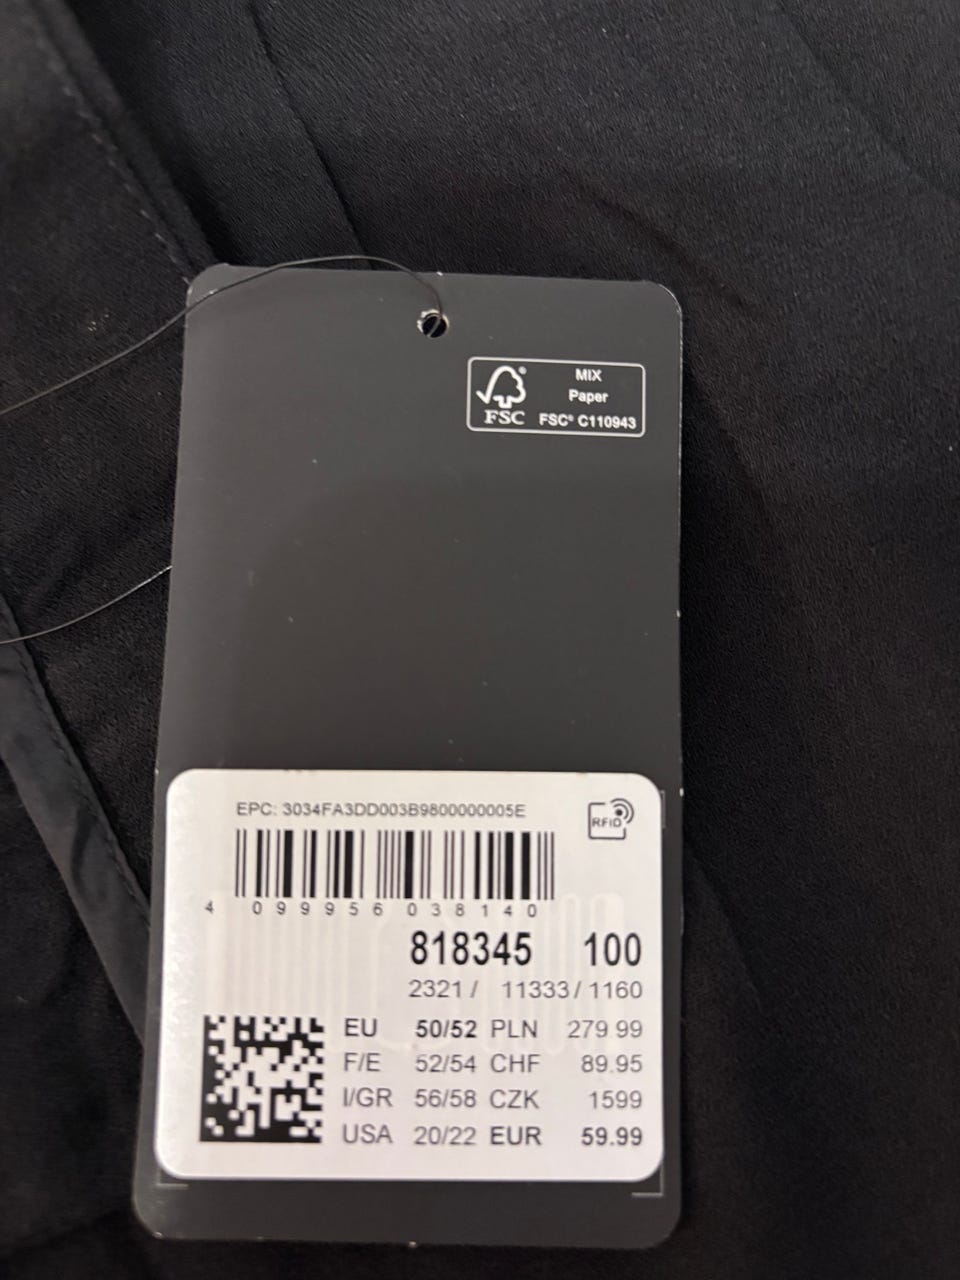 MIX
Paper
FSC® C110943
FSC
EPC: 3034FA3DD003B9800000005E
RFID
4 099956 038140
818345 100
2321 / 11333 / 1160
EU 50/52 PLN 279.99
F/E 52/54 CHF 89.95
I/GR 56/58 CZK 1599
USA 20/22 EUR 59.99